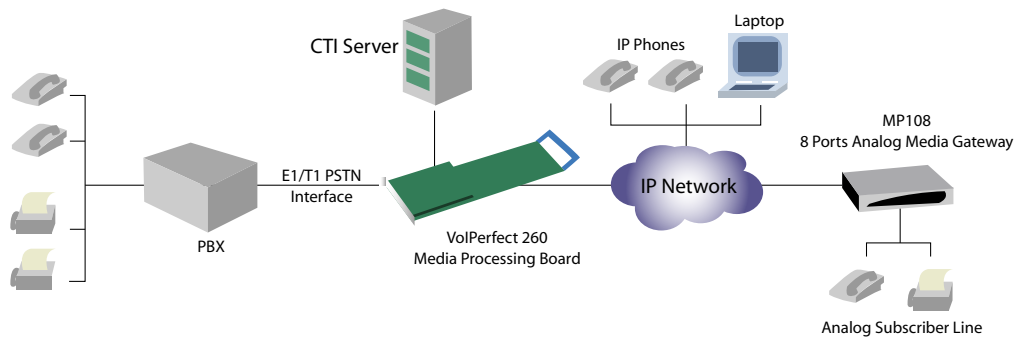 CTI Server
IP Phones
Laptop
MP108
8 Ports Analog Media Gateway
E1/T1 PSTN
Interface
IP Network
PBX
VoIPerfect 260
Media Processing Board
Analog Subscriber Line